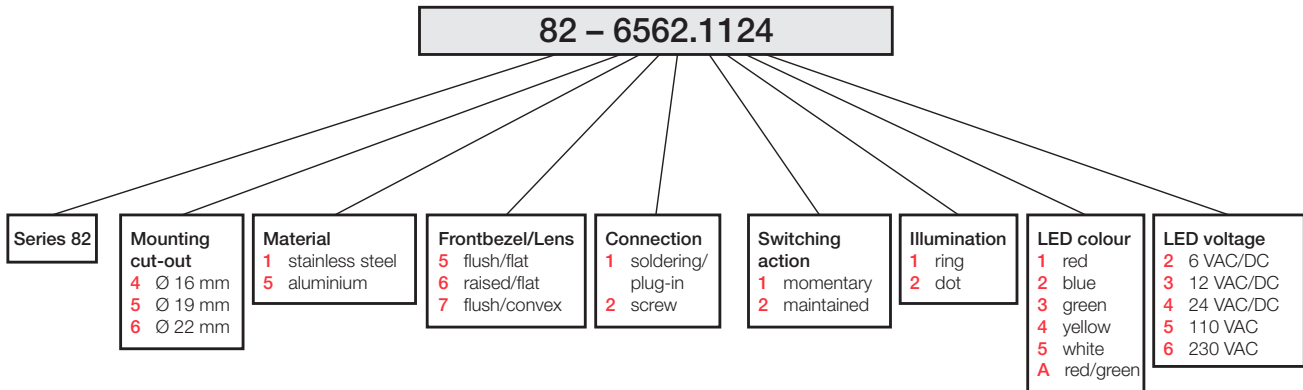 82 – 6562.1124
Series 82
Mounting
cut-out
4 Ø 16 mm
5 Ø 19 mm
6 Ø 22 mm
Material
1 stainless steel
5 aluminium
Frontbezel/Lens
5 flush/flat
6 raised/flat
7 flush/convex
Connection
1 soldering/
plug-in
2 screw
Switching
action
1 momentary
2 maintained
Illumination
1 ring
2 dot
LED colour
1 red
2 blue
3 green
4 yellow
5 white
A red/green
LED voltage
2 6 VAC/DC
3 12 VAC/DC
4 24 VAC/DC
5 110 VAC
6 230 VAC